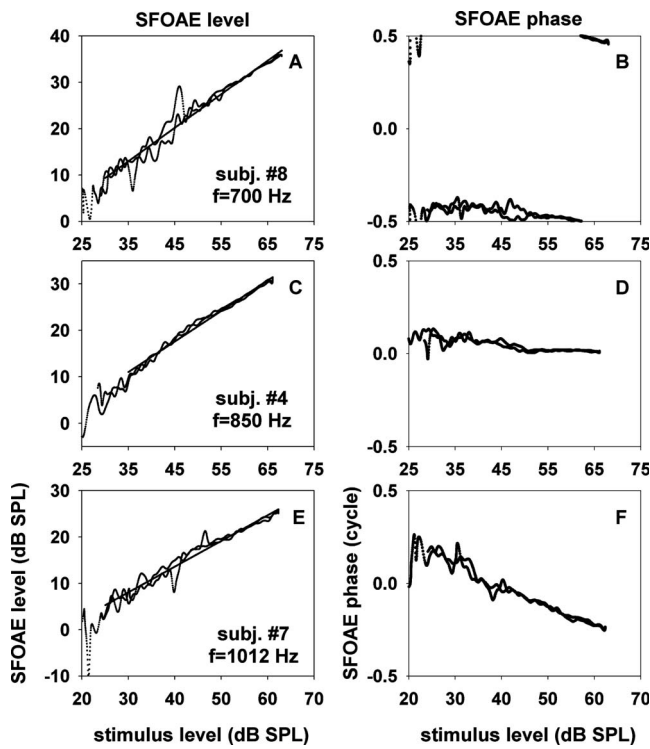 SFOAE level
SFOAE phase
40
30
20
10
0
A
subj. #8
f=700 Hz
25 35 45 55 65 75
0.5
0.0
-0.5
B
25 35 45 55 65 75
30
20
10
0
C
subj. #4
f=850 Hz
25 35 45 55 65 75
0.5
0.0
-0.5
D
25 35 45 55 65 75
SFOAE level (dB SPL)
30
20
10
0
-10
E
subj. #7
f=1012 Hz
20 30 40 50 60 70
stimulus level (dB SPL)
SFOAE phase (cycle)
0.5
0.0
-0.5
F
20 30 40 50 60 70
stimulus level (dB SPL)